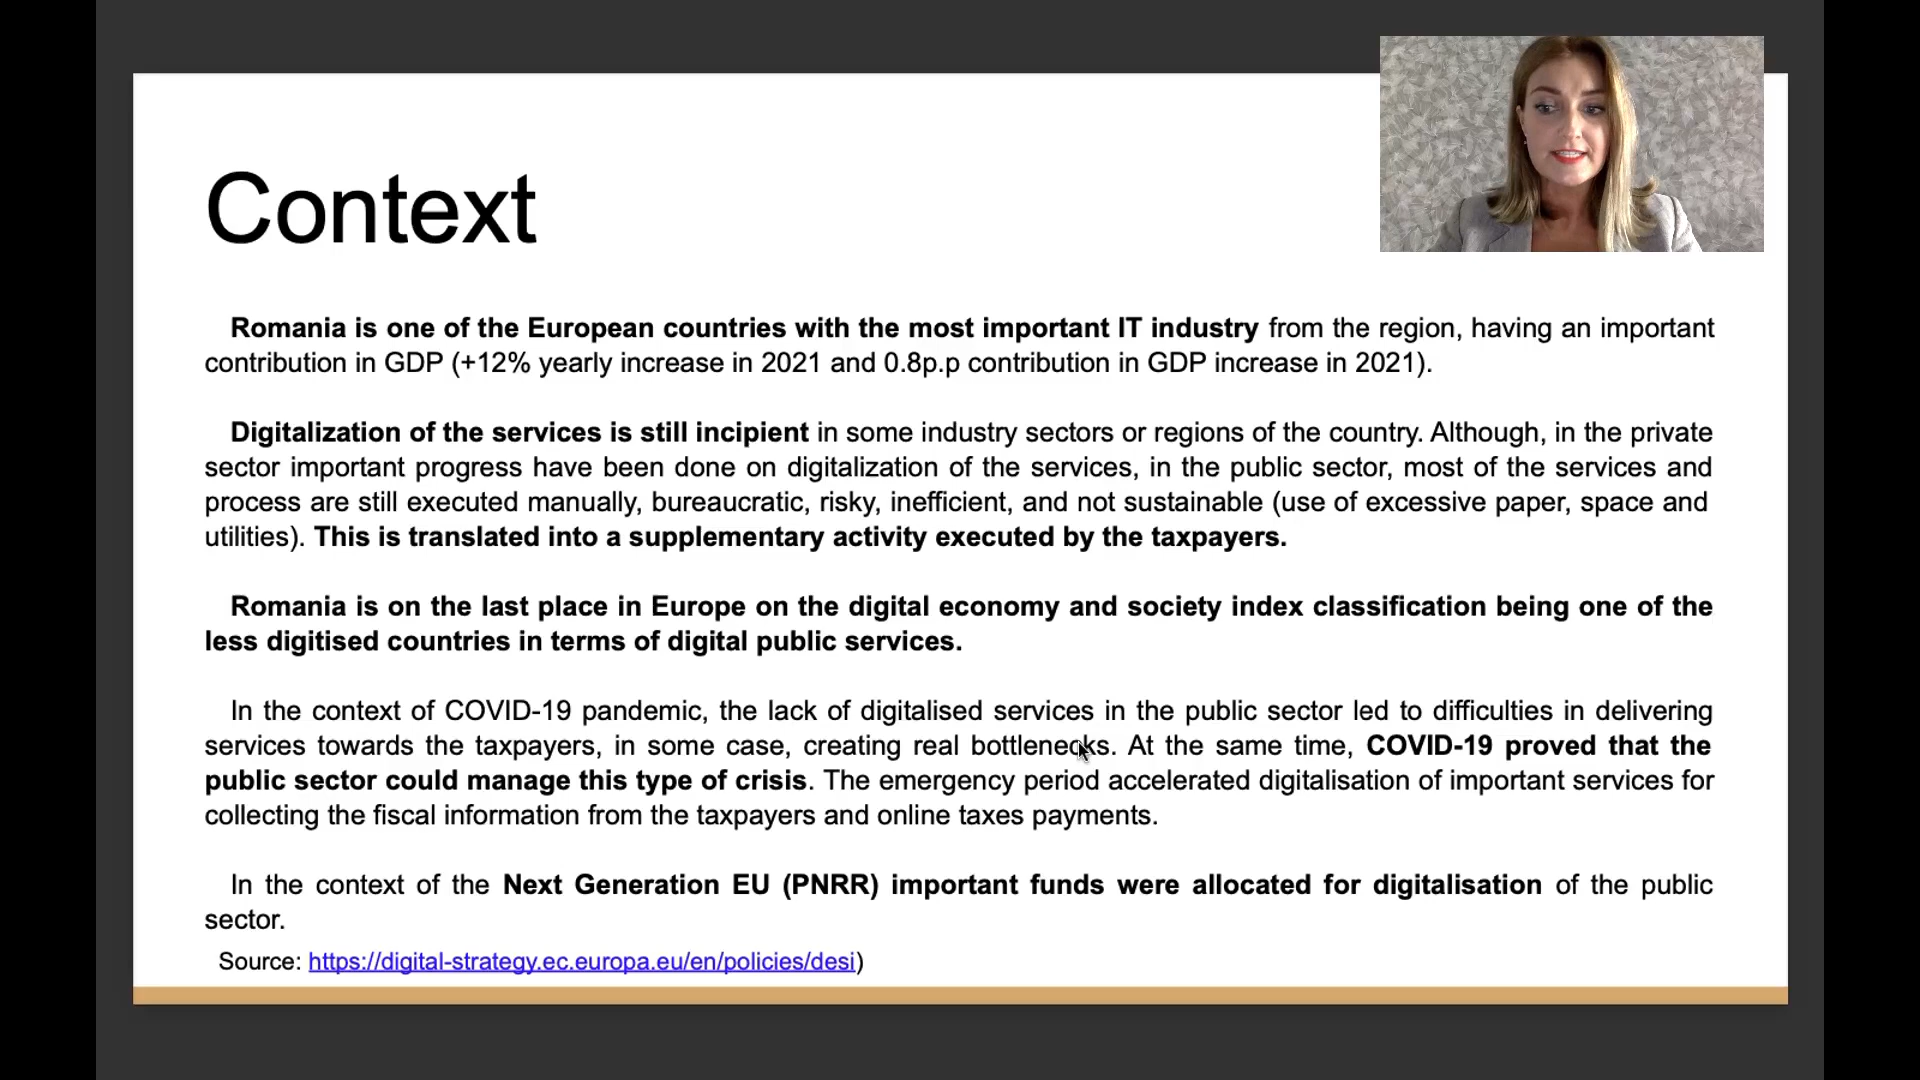 Context
Romania is one of the European countries with the most important IT industry from the region, having an important
contribution in GDP (+12% yearly increase in 2021 and 0.8p.p contribution in GDP increase in 2021).
Digitalization of the services is still incipient in some industry sectors or regions of the country. Although, in the private
sector important progress have been done on digitalization of the services, in the public sector, most of the services and
process are still executed manually, bureaucratic, risky, inefficient, and not sustainable (use of excessive paper, space and
utilities). This is translated into a supplementary activity executed by the taxpayers.
Romania is on the last place in Europe on the digital economy and society index classification being one of the
less digitised countries in terms of digital public services.
In the context of COVID-19 pandemic, the lack of digitalised services in the public sector led to difficulties in delivering
services towards the taxpayers, in some case, creating real bottlenecks. At the same time, COVID-19 proved that the
public sector could manage this type of crisis. The emergency period accelerated digitalisation of important services for
collecting the fiscal information from the taxpayers and online taxes payments.
In the context of the Next Generation EU (PNRR) important funds were allocated for digitalisation of the public
sector.
Source: https://digital-strategy.ec.europa.eu/en/policies/desi)